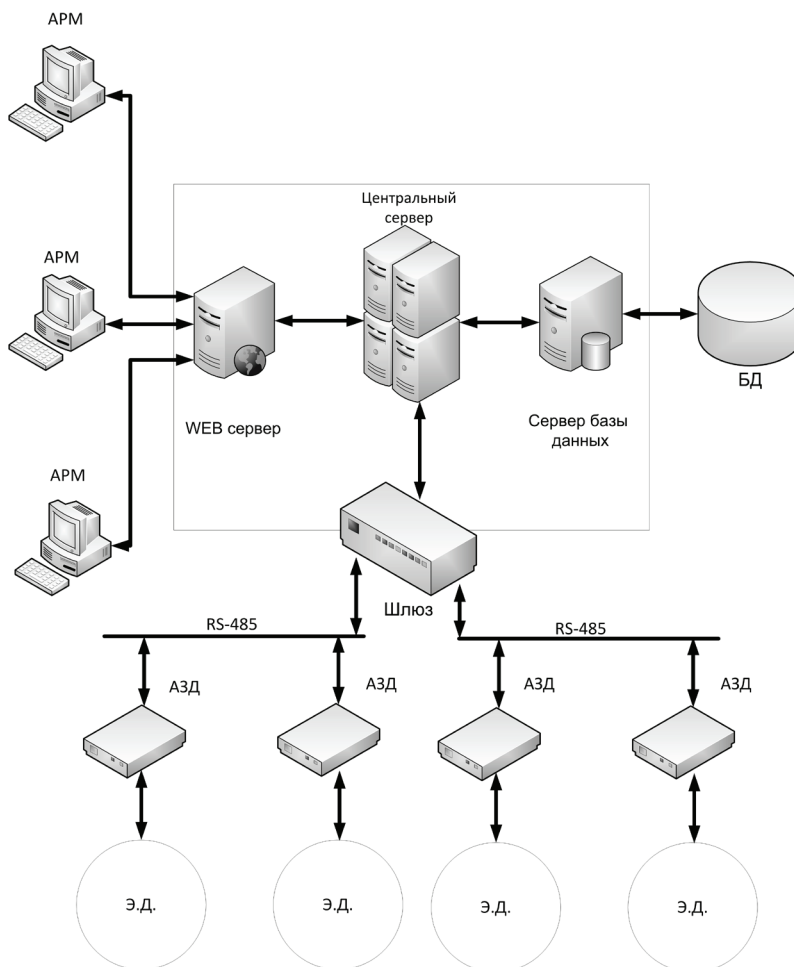 АРМ
Центральный
сервер
АРМ
БД
WEB сервер
Сервер базы
данных
АРМ
Шлюз
RS-485
RS-485
АЗД
АЗД
АЗД
АЗД
Э.Д.
Э.Д.
Э.Д.
Э.Д.